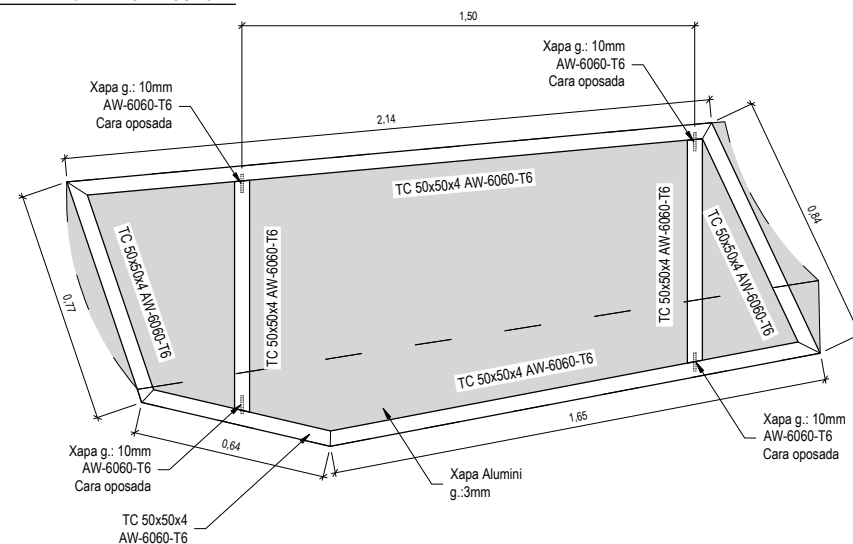 1,50
Xapa g.: 10mm
AW-6060-T6
Cara oposada
Xapa g.: 10mm
AW-6060-T6
Cara oposada
2,14
TC 50x50x4 AW-6060-T6
0,84
TC 50x50x4 AW-6060-T6
TC 50x50x4 AW-6060-T6
TC 50x50x4 AW-6060-T6
TC 50x50x4 AW-6060-T6
0,77
TC 50x50x4 AW-6060-T6
1,65
0,64
Xapa g.: 10mm
AW-6060-T6
Cara oposada
Xapa g.: 10mm
AW-6060-T6
Cara oposada
Xapa Alumini
g.:3mm
TC 50x50x4
AW-6060-T6